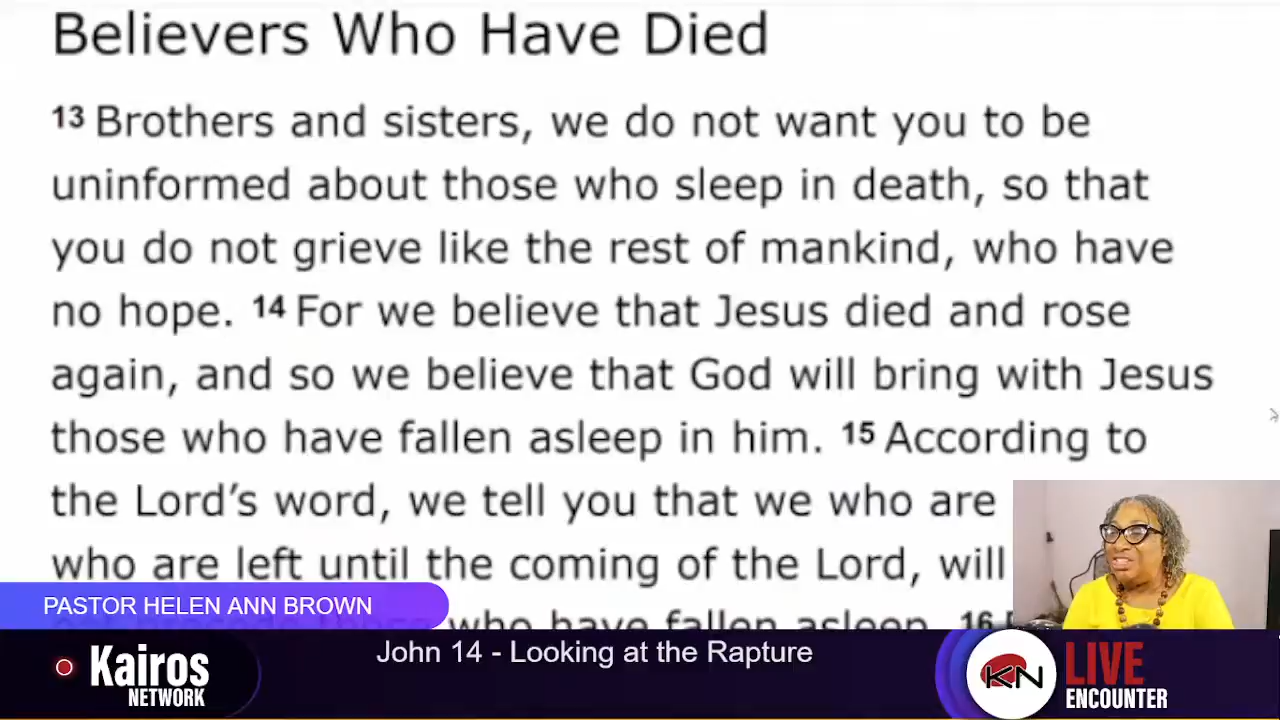 Believers Who Have Died
13 Brothers and sisters, we do not want you to be
uninformed about those who sleep in death, so that
you do not grieve like the rest of mankind, who have
no hope. 14 For we believe that Jesus died and rose
again, and so we believe that God will bring with Jesus
those who have fallen asleep in him. 15 According to
the Lord’s word, we tell you that we who are
who are left until the coming of the Lord, will
who have fallen asleep. 16
PASTOR HELEN ANN BROWN
John 14 - Looking at the Rapture
Kairos
NETWORK
KN
LIVE
ENCOUNTER